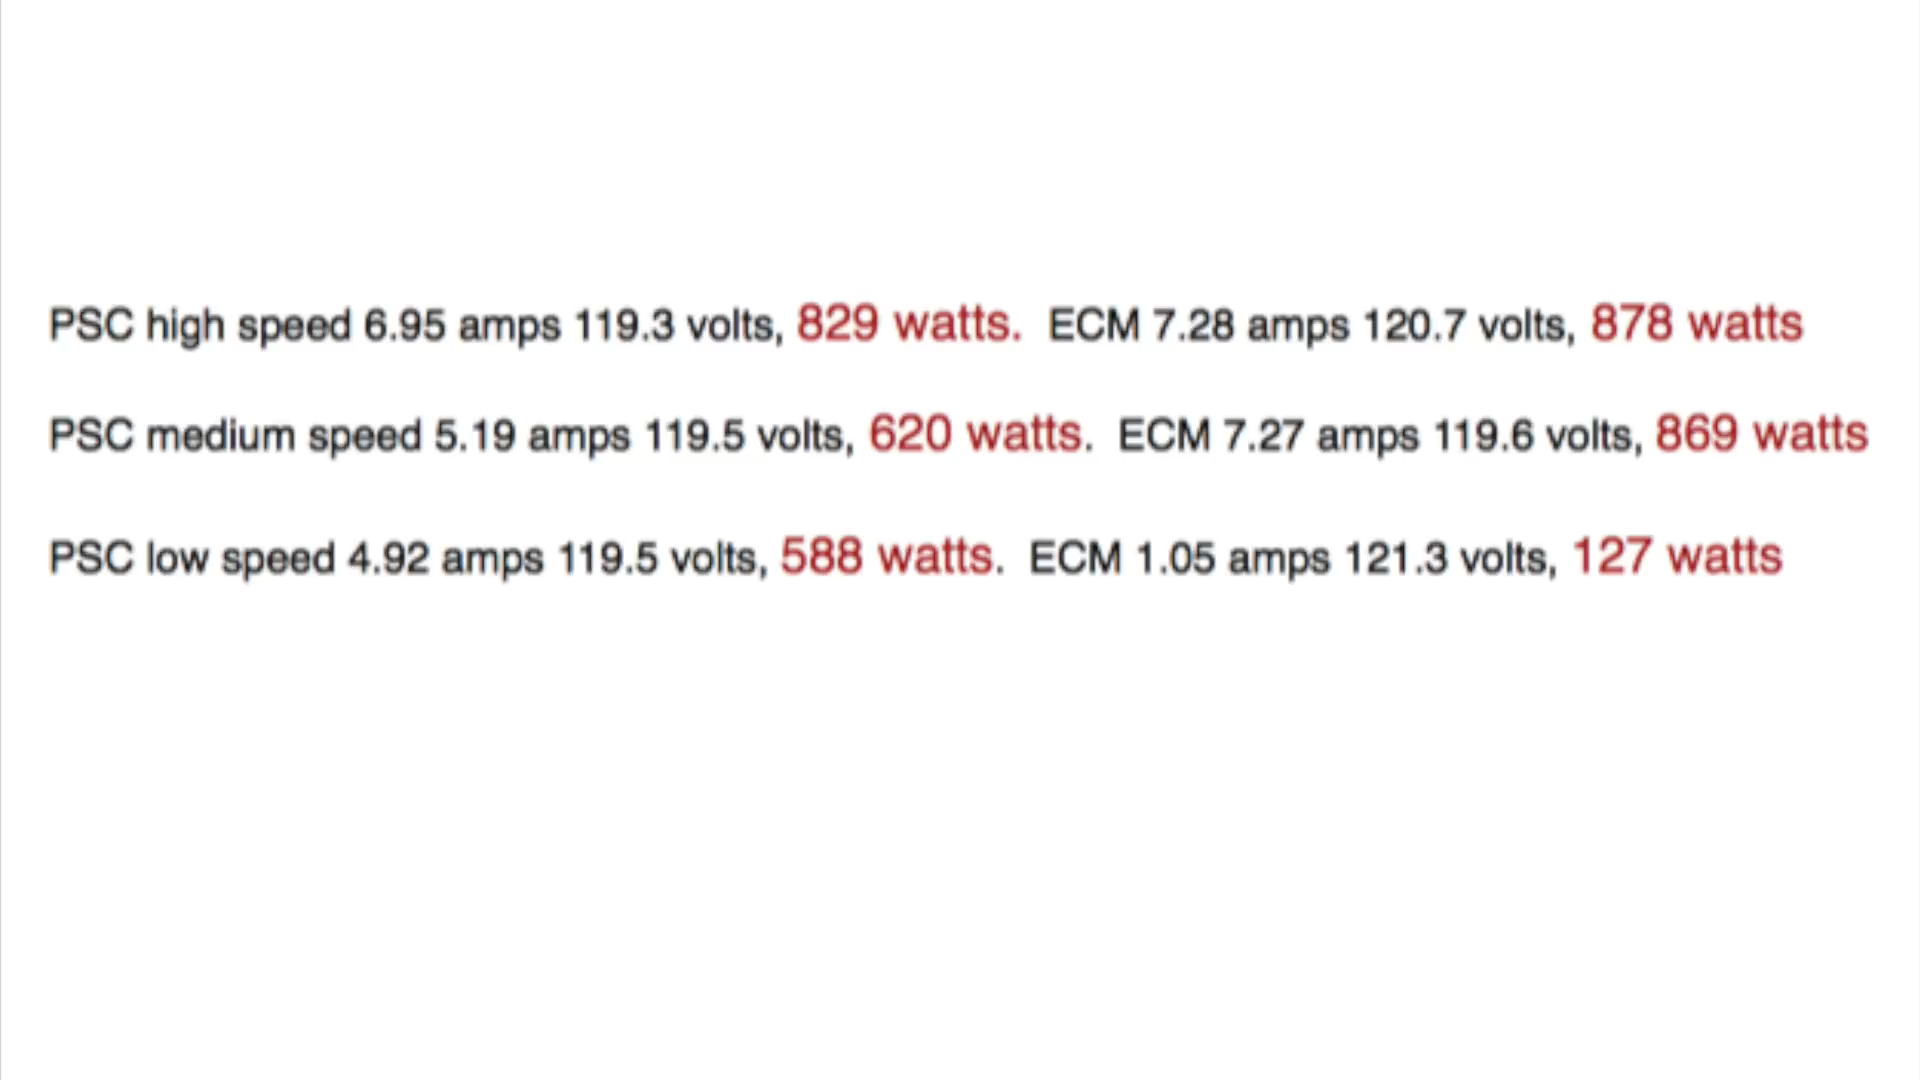 PSC high speed 6.95 amps 119.3 volts, 829 watts. ECM 7.28 amps 120.7 volts, 878 watts
PSC medium speed 5.19 amps 119.5 volts, 620 watts. ECM 7.27 amps 119.6 volts, 869 watts
PSC low speed 4.92 amps 119.5 volts, 588 watts. ECM 1.05 amps 121.3 volts, 127 watts